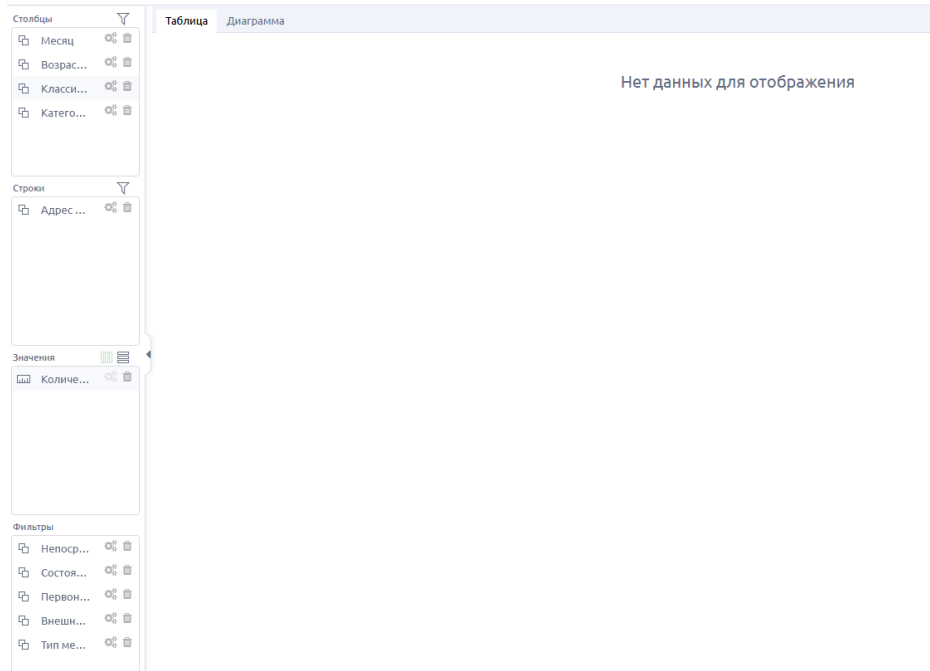 Столбцы
Месяц
Возрас...
Класси...
Катего...
Строки
Адрес ...
Значения
Количе...
Фильтры
Непоср...
Состоя...
Первон...
Внешн...
Тип ме...
Таблица Диаграмма
Нет данных для отображения